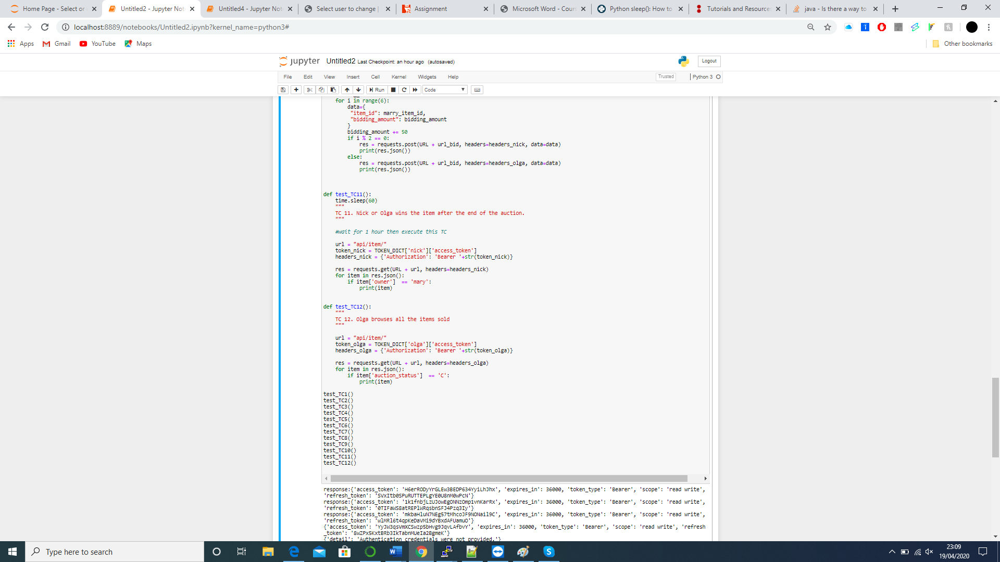 Home Page - Select or
Untitled2 - Jupyter Not
Untitled4 - Jupyter Not
Select user to change |
Assignment
Microsoft Word - Cour
Python sleep(): How to
Tutorials and Resource
java - Is there a way to
localhost:8889/notebooks/Untitled2.ipynb?kernel_name=python3#
Apps Gmail YouTube Maps Other bookmarks
jupyter Untitled2 Last Checkpoint: an hour ago (autosaved) Logout
File Edit View Insert Cell Kernel Widgets Help Trusted Python 3
Run Code
for i in range(6):
data={
"item_id": marry_item_id,
"bidding_amount": bidding_amount
}
bidding_amount += 50
if i % 2 == 0:
res = requests.post(URL + url_bid, headers=headers_nick, data=data)
print(res.json())
else:
res = requests.post(URL + url_bid, headers=headers_olga, data=data)
print(res.json())
def test_TC11():
time.sleep(60)
"""
TC 11. Nick or Olga wins the item after the end of the auction.
"""
#wait for 1 hour then execute this TC
url = "api/item/"
token_nick = TOKEN_DICT['nick']['access_token']
headers_nick = {'Authorization': 'Bearer '+str(token_nick)}
res = requests.get(URL + url, headers=headers_nick)
for item in res.json():
if item['owner'] == 'mary':
print(item)
def test_TC12():
"""
TC 12. Olga browses all the items sold
"""
url = "api/item/"
token_olga = TOKEN_DICT['olga']['access_token']
headers_olga = {'Authorization': 'Bearer '+str(token_olga)}
res = requests.get(URL + url, headers=headers_olga)
for item in res.json():
if item['auction_status'] == 'C':
print(item)
test_TC1()
test_TC2()
test_TC3()
test_TC4()
test_TC5()
test_TC6()
test_TC7()
test_TC8()
test_TC9()
test_TC10()
test_TC11()
test_TC12()
response:{'access_token': 'H6erRODyYrGLEw3BEDP634YyiLhJhx', 'expires_in': 36000, 'token_type': 'Bearer', 'scope': 'read write',
'refresh_token': 'SVxItb0SPuRUTTEPLgYE0U8nM0wPcN'}
response:{'access_token': '1k1fnbjLzUJowEgONNzOmp1vnKarRx', 'expires_in': 36000, 'token_type': 'Bearer', 'scope': 'read write',
'refresh_token': '0TIFaWS8atREPlWRqsbnSFJ4Pzq3Iy'}
response:{'access_token': 'mkbaHluN7NEg57tMhcoJF9NONail9C', 'expires_in': 36000, 'token_type': 'Bearer', 'scope': 'read write',
'refresh_token': 'wlMRl6t4qpKeDaVMi9dYBxdAFUamuO'}
{'access_token': 'YyJW3qsVmXCSwzp5bHvg9JqvLAfbvY', 'expires_in': 36000, 'token_type': 'Bearer', 'scope': 'read write', 'refresh
_token': '8wZPx5KxtBRb3IkTabnMUeIa2BgmeK'}
{'detail': 'Authentication credentials were not provided.'}
Type here to search
23:09
19/04/2020